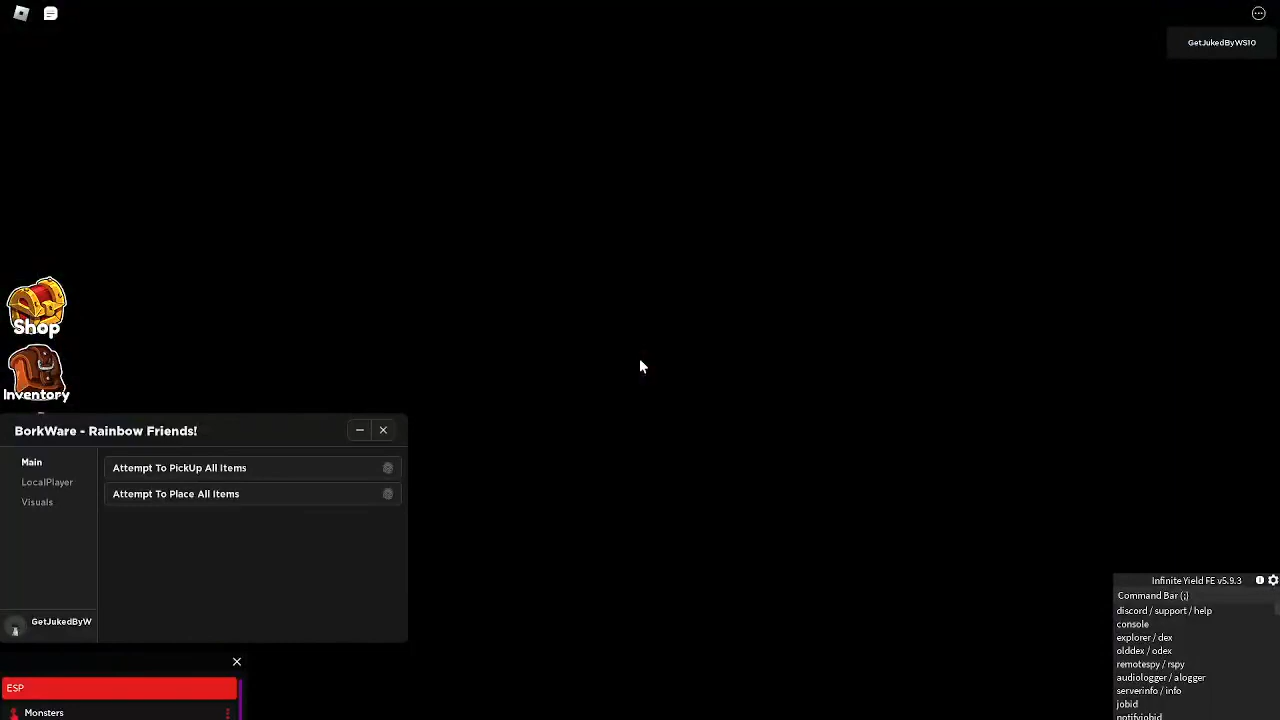 GetJukedByWS10
Shop
Inventory
BorkWare - Rainbow Friends!
Main
LocalPlayer
Visuals
Attempt To PickUp All Items
Attempt To Place All Items
GetJukedByW
ESP
Monsters
Infinite Yield FE v5.9.3
Command Bar (;)
discord / support / help
console
explorer / dex
olddex / odex
remotespy / rspy
audiologger / alogger
serverinfo / info
jobid
notifyjobid